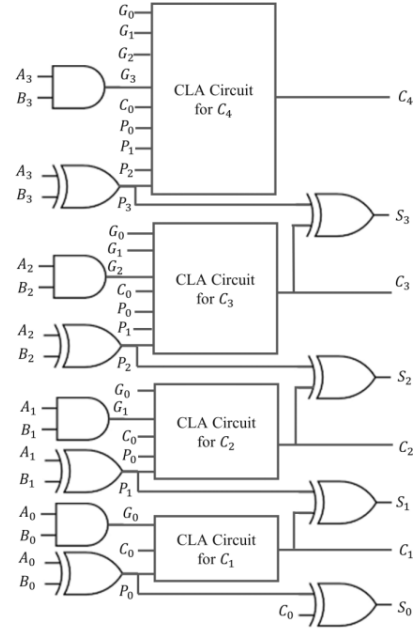 G₀
G₁
G₂
A₃
G₃
B₃
CLA Circuit
for C₄
C₄
C₀
P₀
P₁
P₂
A₃
B₃
P₃
S₃
G₀
G₁
A₂
G₂
B₂
CLA Circuit
for C₃
C₃
C₀
P₀
P₁
A₂
B₂
P₂
S₂
G₀
A₁
G₁
B₁
CLA Circuit
for C₂
C₂
C₀
P₀
A₁
B₁
P₁
S₁
A₀
G₀
B₀
CLA Circuit
for C₁
C₁
C₀
A₀
B₀
P₀
C₀
S₀